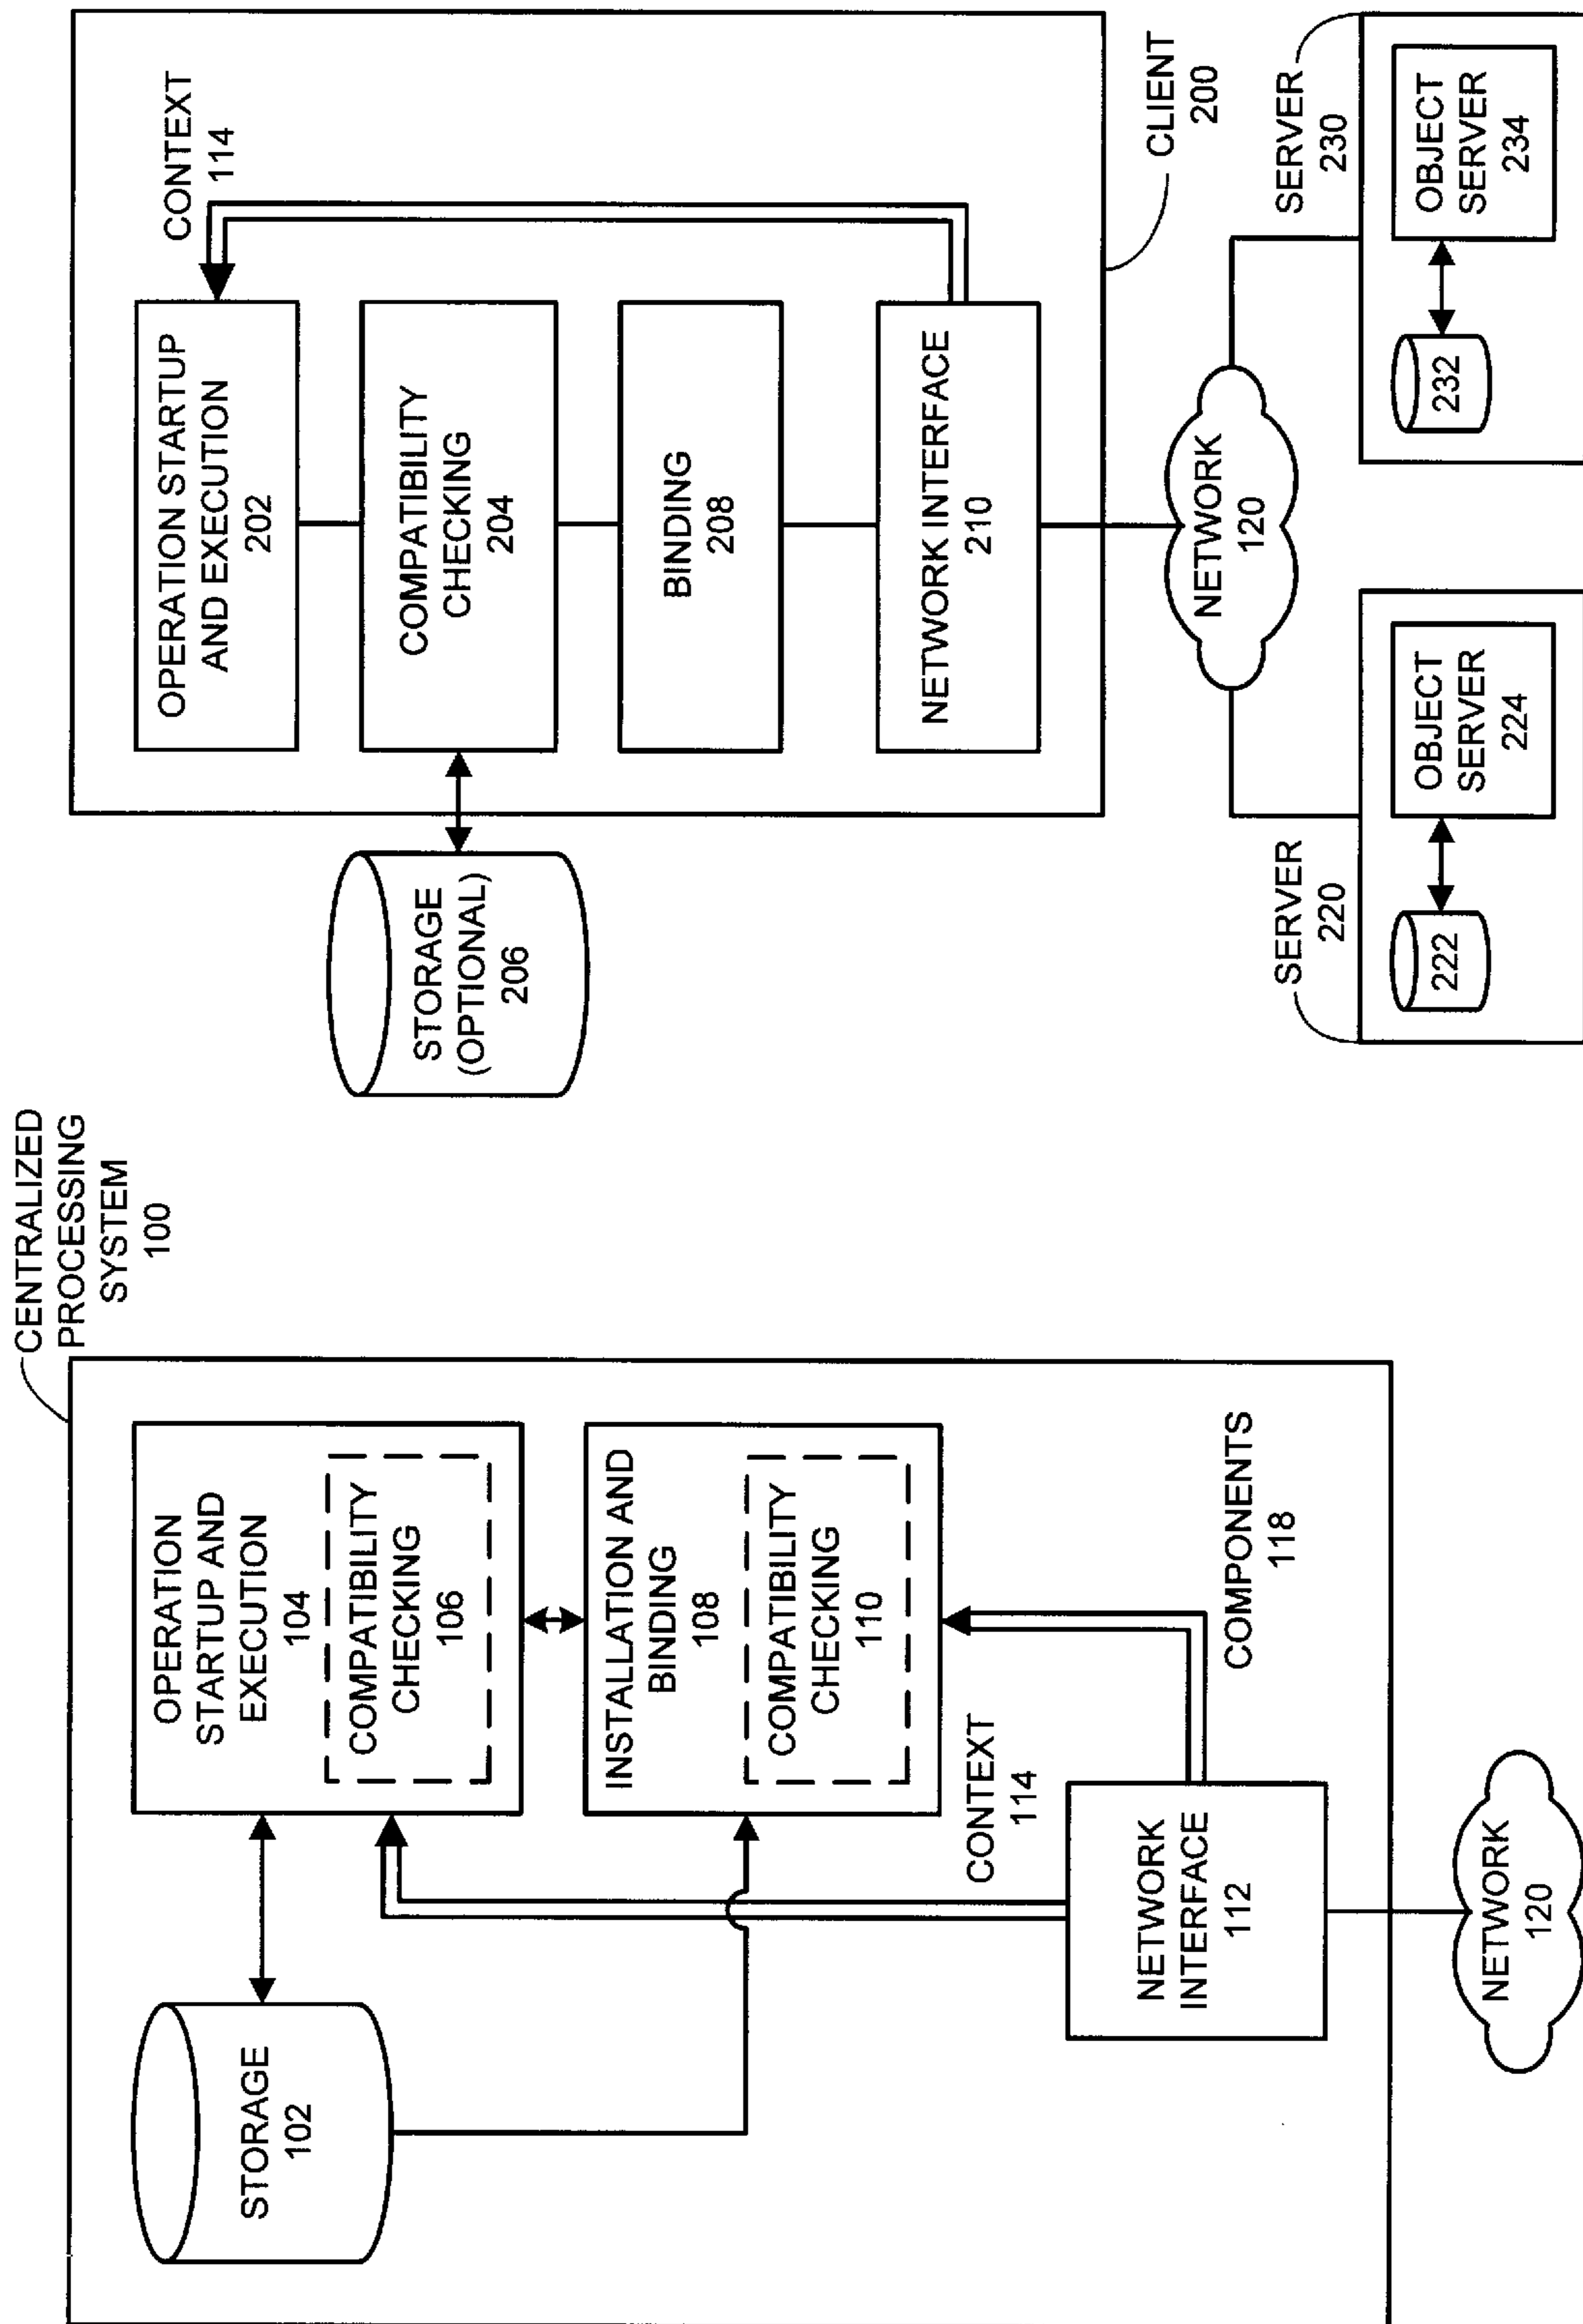 CENTRALIZED
PROCESSING
SYSTEM
100
STORAGE
102
OPERATION
STARTUP AND
EXECUTION
104
COMPATIBILITY
CHECKING
106
INSTALLATION AND
BINDING
108
COMPATIBILITY
CHECKING
110
CONTEXT
114
COMPONENTS
118
NETWORK
INTERFACE
112
NETWORK
120
STORAGE
(OPTIONAL)
206
OPERATION STARTUP
AND EXECUTION
202
CONTEXT
114
COMPATIBILITY
CHECKING
204
BINDING
208
NETWORK INTERFACE
210
CLIENT
200
NETWORK
120
SERVER
220
222
OBJECT
SERVER
224
SERVER
230
232
OBJECT
SERVER
234